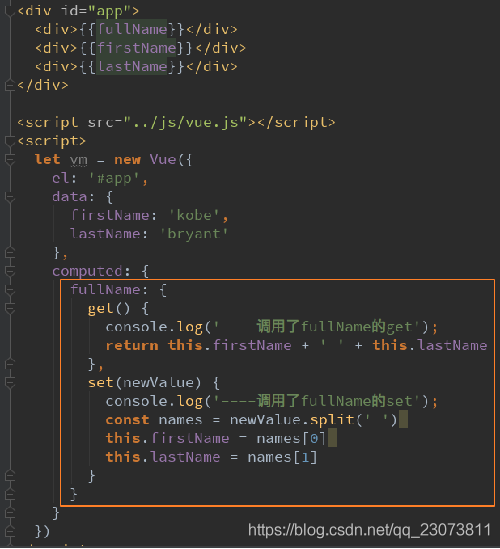 <div id="app">
  <div>{{fullName}}</div>
  <div>{{firstName}}</div>
  <div>{{lastName}}</div>
</div>

<script src="../js/vue.js"></script>
<script>
  let vm = new Vue({
    el: '#app',
    data: {
      firstName: 'kobe',
      lastName: 'bryant'
    },
    computed: {
      fullName: {
        get() {
          console.log('    调用了fullName的get');
          return this.firstName + ' ' + this.lastName
        },
        set(newValue) {
          console.log('----调用了fullName的set');
          const names = newValue.split(' ')
          this.firstName = names[0]
          this.lastName = names[1]
        }
      }
    }
  })
https://blog.csdn.net/qq_23073811